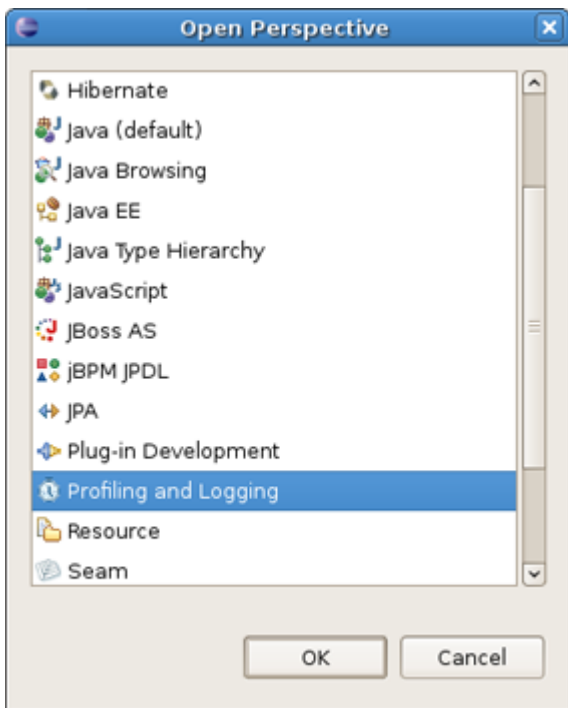 Open Perspective
Hibernate
Java (default)
Java Browsing
Java EE
Java Type Hierarchy
JavaScript
JBoss AS
jBPM JPDL
JPA
Plug-in Development
Profiling and Logging
Resource
Seam
OK
Cancel